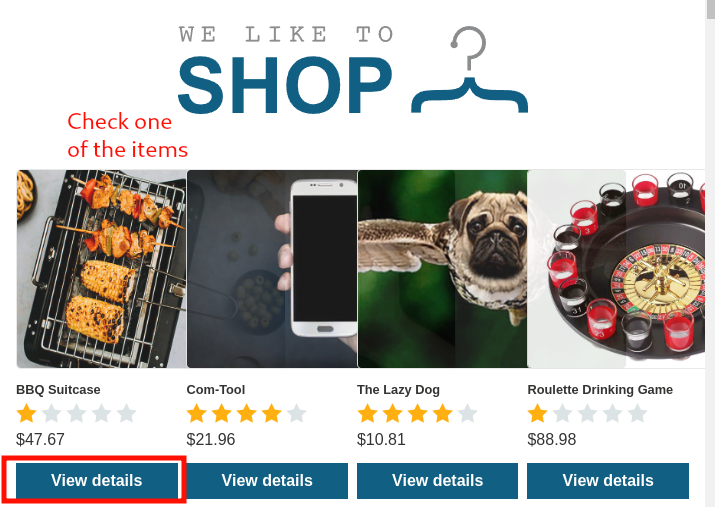 WE LIKE TO
SHOP
Check one
of the items
BBQ Suitcase
Com-Tool
The Lazy Dog
Roulette Drinking Game
$47.67
$21.96
$10.81
$88.98
View details
View details
View details
View details